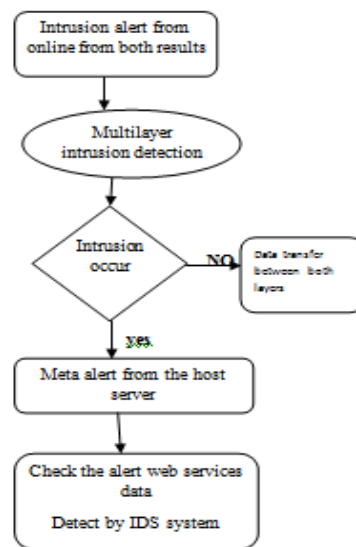 Intrusion alert from
online from both results
Multilayer
intrusion detection
Intrusion
occur
NO
Data transfer
between both
layers
yes
Meta alert from the host
server
Check the alert web services
data
Detect by IDS system